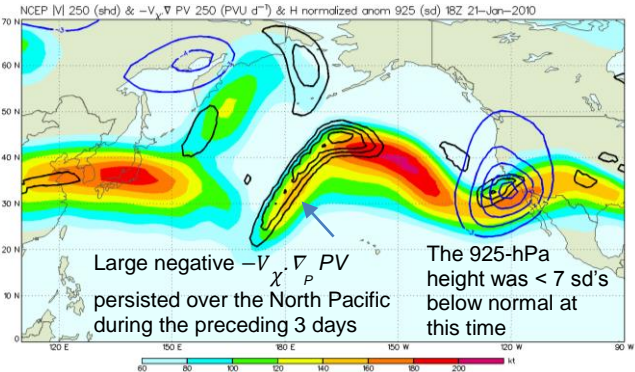 NCEP |V| 250 (shd) & −Vχ.∇ PV 250 (PVU d⁻¹) & H normalized anom 925 (sd) 18Z 21–Jan–2010
70 N
60 N
50 N
40 N
30 N
20 N
10 N
0
Large negative −Vχ.∇P PV
persisted over the North Pacific
during the preceding 3 days
The 925-hPa
height was < 7 sd's
below normal at
this time
120 E 150 E 180 E 150 W 120 W 90 W
60 80 100 120 140 160 180 200 kt